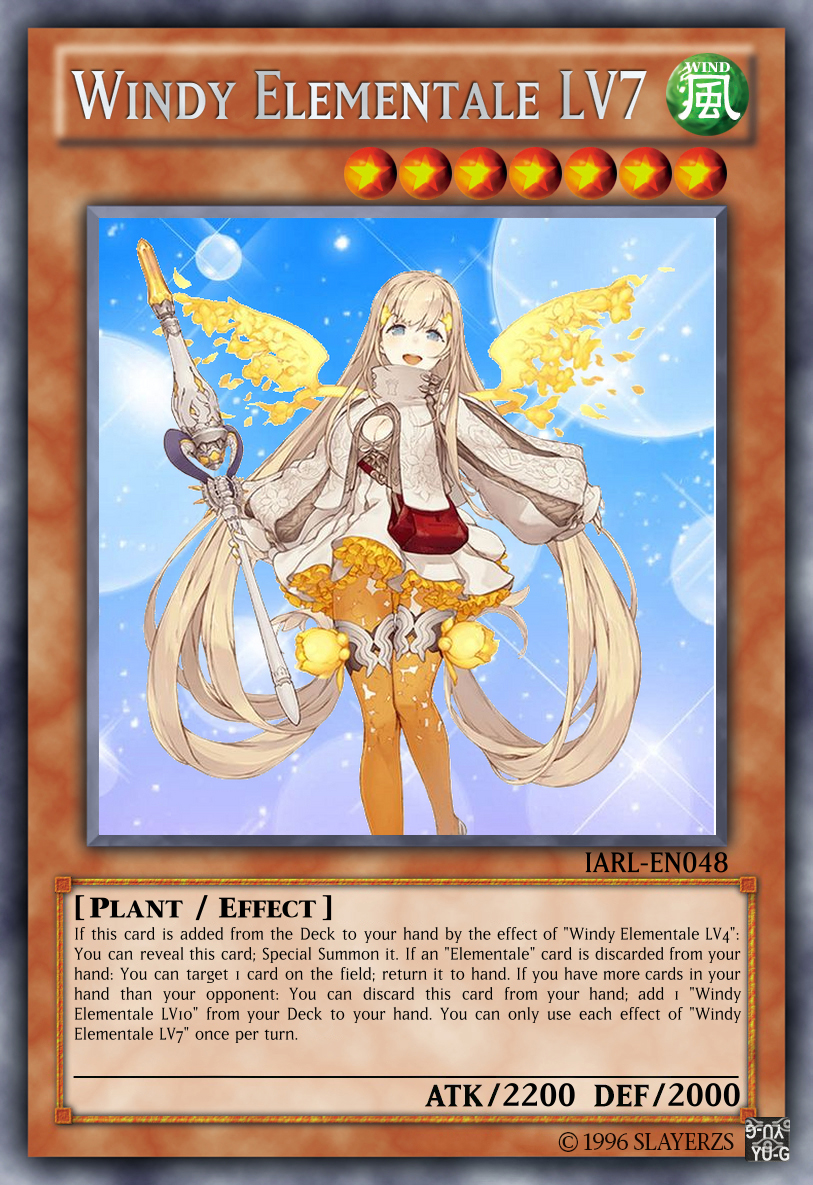 Windy Elementale LV7
WIND
風
IARL-EN048
[ Plant / Effect ]
If this card is added from the Deck to your hand by the effect of "Windy Elementale LV4":
You can reveal this card; Special Summon it. If an "Elementale" card is discarded from your
hand: You can target 1 card on the field; return it to hand. If you have more cards in your
hand than your opponent: You can discard this card from your hand; add 1 "Windy
Elementale LV10" from your Deck to your hand. You can only use each effect of "Windy
Elementale LV7" once per turn.
ATK/2200 DEF/2000
© 1996 SLAYERZS
YU-G
YU-G